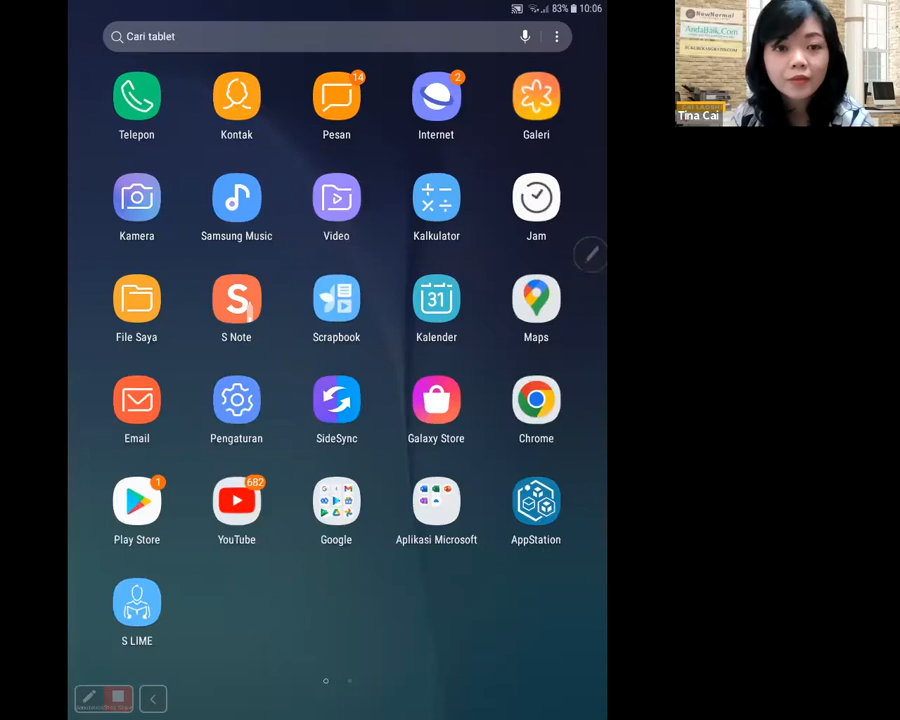 83% 10:06
Cari tablet
14
2
Telepon
Kontak
Pesan
Internet
Galeri
Kamera
Samsung Music
Video
Kalkulator
Jam
31
File Saya
S Note
Scrapbook
Kalender
Maps
Email
Pengaturan
SideSync
Galaxy Store
Chrome
1
682
Play Store
YouTube
Google
Aplikasi Microsoft
AppStation
S LIME
NewNormal
AndaBaik.Com
Tina Cai